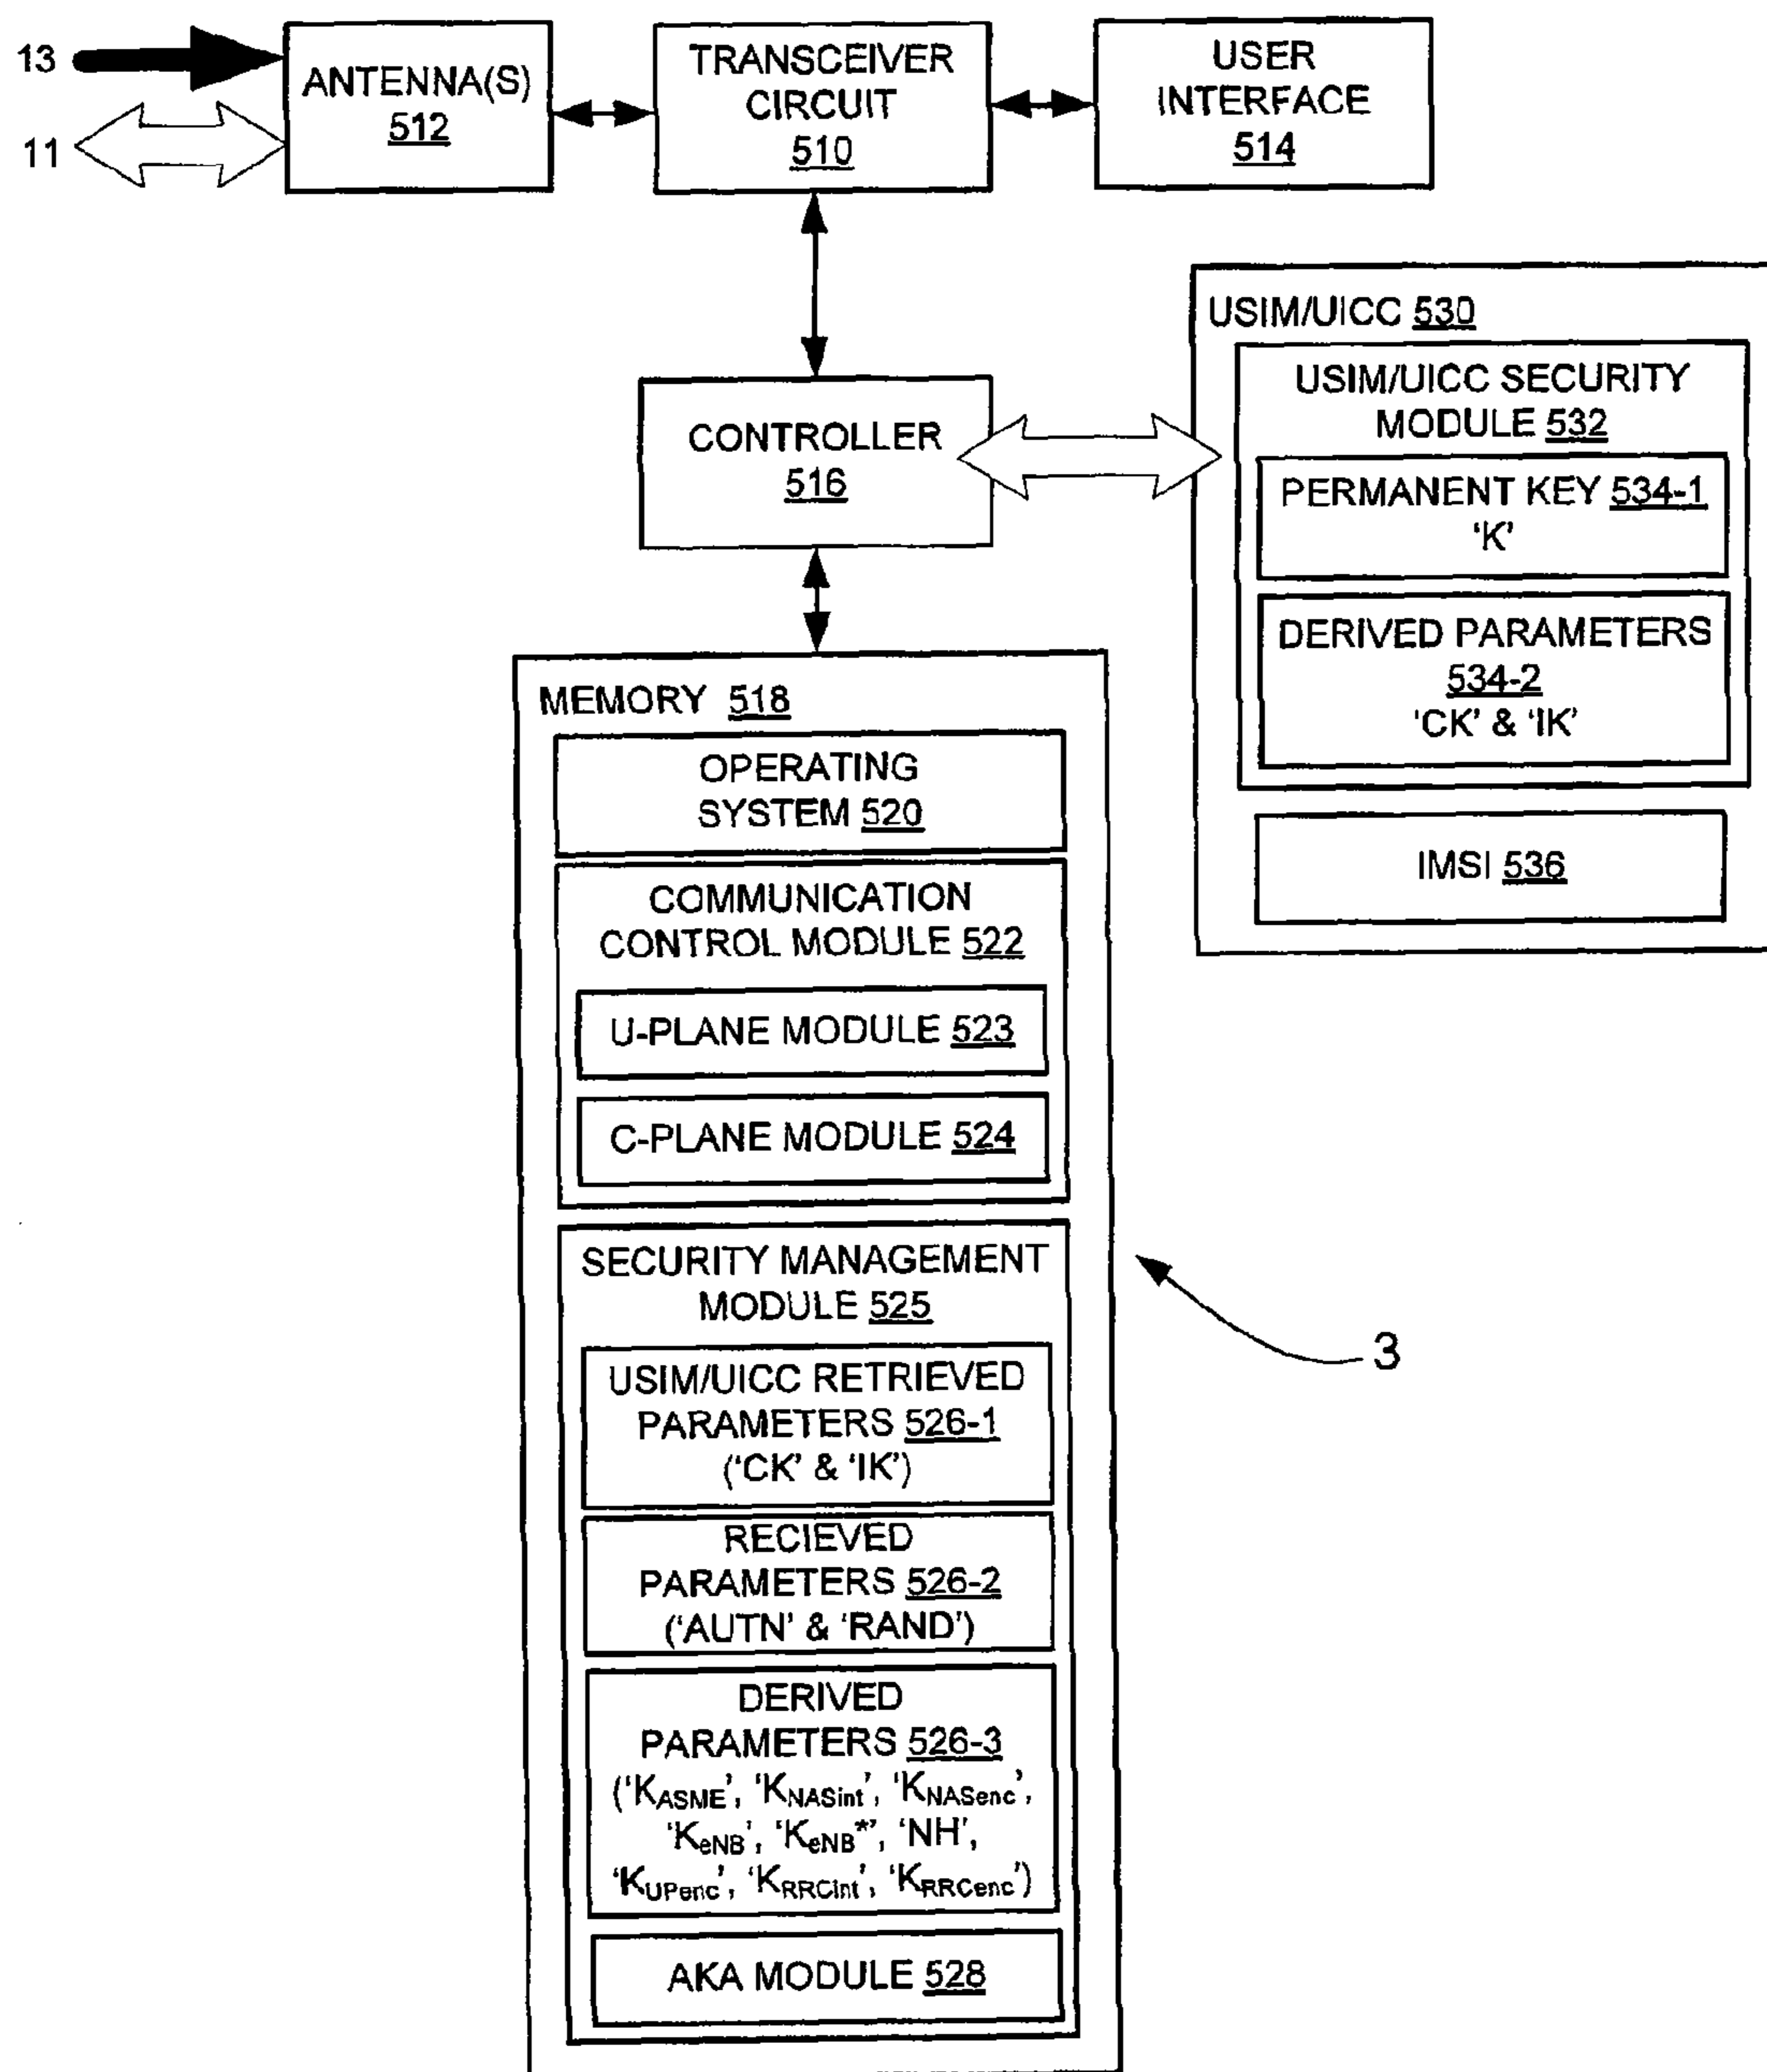 13
11
ANTENNA(S)
512
TRANSCEIVER
CIRCUIT
510
USER
INTERFACE
514
CONTROLLER
516
USIM/UICC 530
USIM/UICC SECURITY
MODULE 532
PERMANENT KEY 534-1
‘K’
DERIVED PARAMETERS
534-2
‘CK’ & ‘IK’
IMSI 536
MEMORY 518
OPERATING
SYSTEM 520
COMMUNICATION
CONTROL MODULE 522
U-PLANE MODULE 523
C-PLANE MODULE 524
SECURITY MANAGEMENT
MODULE 525
USIM/UICC RETRIEVED
PARAMETERS 526-1
(‘CK’ & ‘IK’)
RECIEVED
PARAMETERS 526-2
(‘AUTN’ & ‘RAND’)
DERIVED
PARAMETERS 526-3
(‘KASME’, ‘KNASint’, ‘KNASenc’,
‘KeNB’, ‘KeNB*’, ‘NH’,
‘KUPenc’, ‘KRRCint’, ‘KRRCenc’)
AKA MODULE 528
3